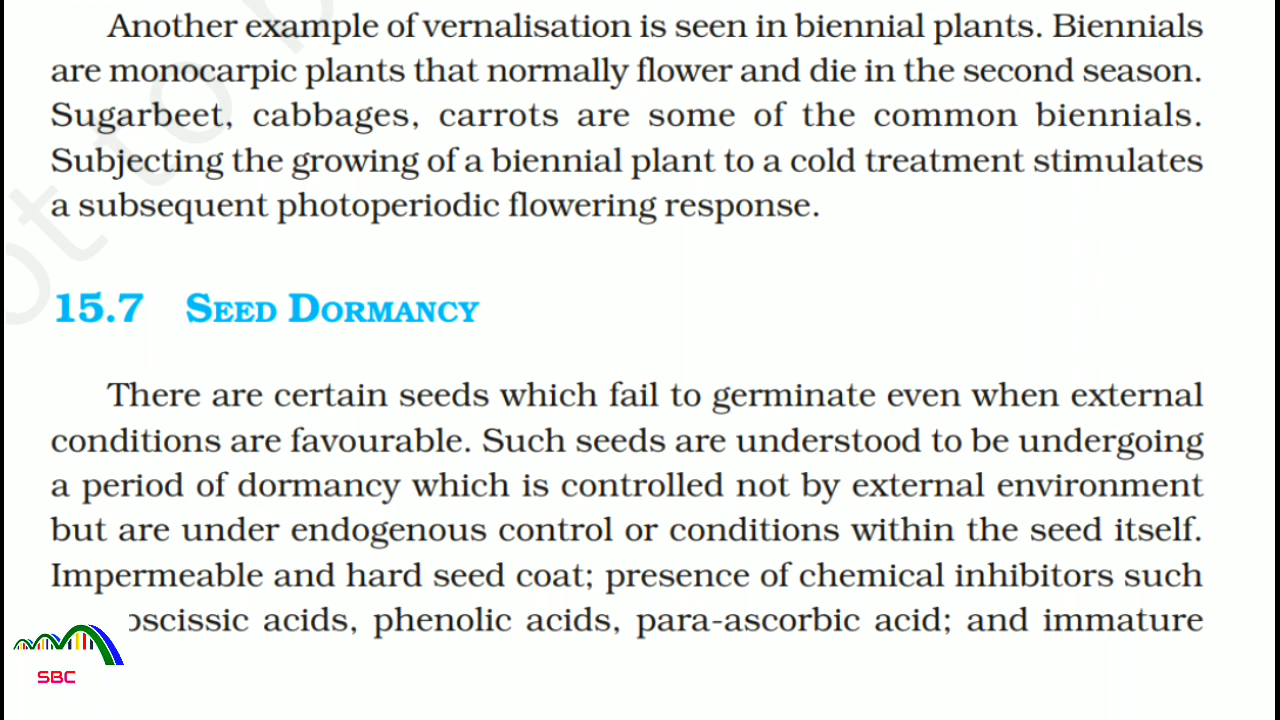 Another example of vernalisation is seen in biennial plants. Biennials
are monocarpic plants that normally flower and die in the second season.
Sugarbeet, cabbages, carrots are some of the common biennials.
Subjecting the growing of a biennial plant to a cold treatment stimulates
a subsequent photoperiodic flowering response.
15.7 SEED DORMANCY
There are certain seeds which fail to germinate even when external
conditions are favourable. Such seeds are understood to be undergoing
a period of dormancy which is controlled not by external environment
but are under endogenous control or conditions within the seed itself.
Impermeable and hard seed coat; presence of chemical inhibitors such
acids, phenolic acids, para-ascorbic acid; and immature
SBC